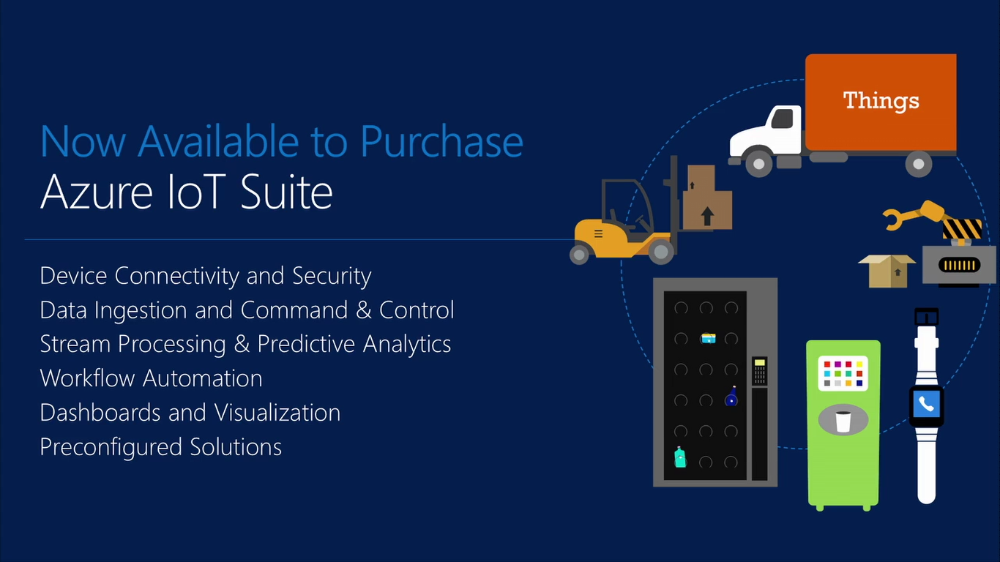 Now Available to Purchase
Azure IoT Suite
Device Connectivity and Security
Data Ingestion and Command & Control
Stream Processing & Predictive Analytics
Workflow Automation
Dashboards and Visualization
Preconfigured Solutions
Things